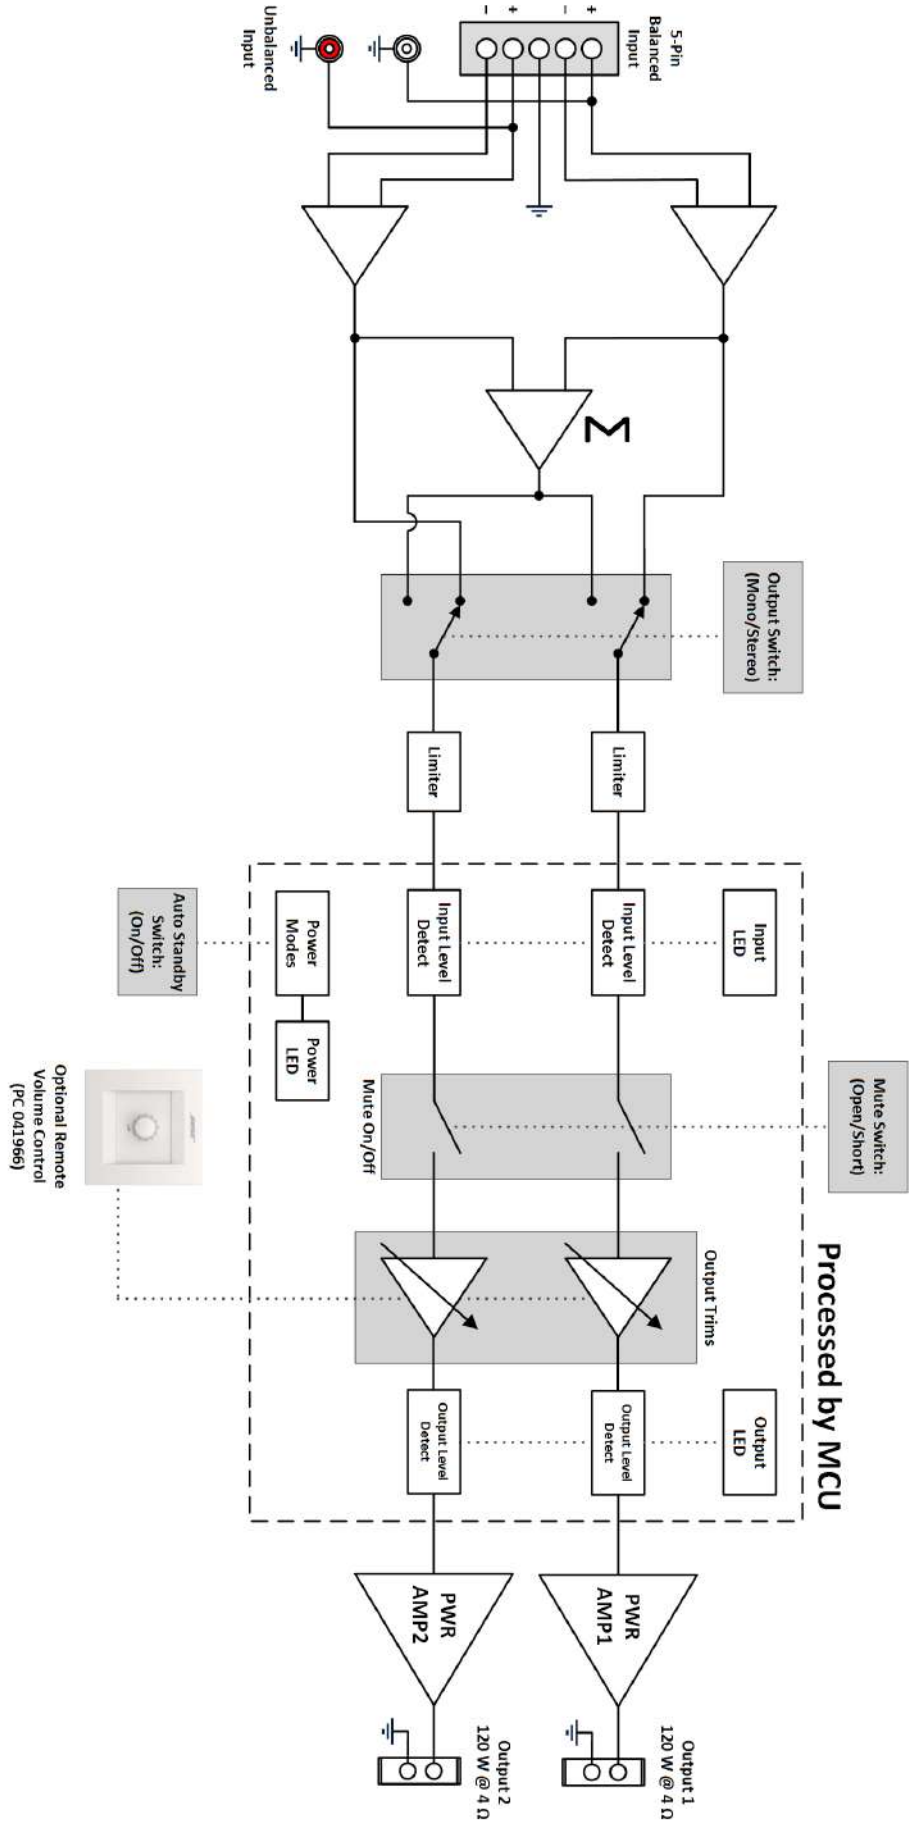 5-Pin
Balanced
Input
+
−
+
−
Unbalanced
Input
Σ
Output Switch:
(Mono/Stereo)
Limiter
Limiter
Processed by MCU
Input
LED
Input Level
Detect
Input Level
Detect
Power
Modes
Power
LED
Auto Standby
Switch:
(On/Off)
Mute Switch:
(Open/Short)
Mute On/Off
Output Trims
Optional Remote
Volume Control
(PC 041966)
Output
LED
Output Level
Detect
Output Level
Detect
PWR
AMP1
PWR
AMP2
Output 1
120 W @ 4 Ω
Output 2
120 W @ 4 Ω